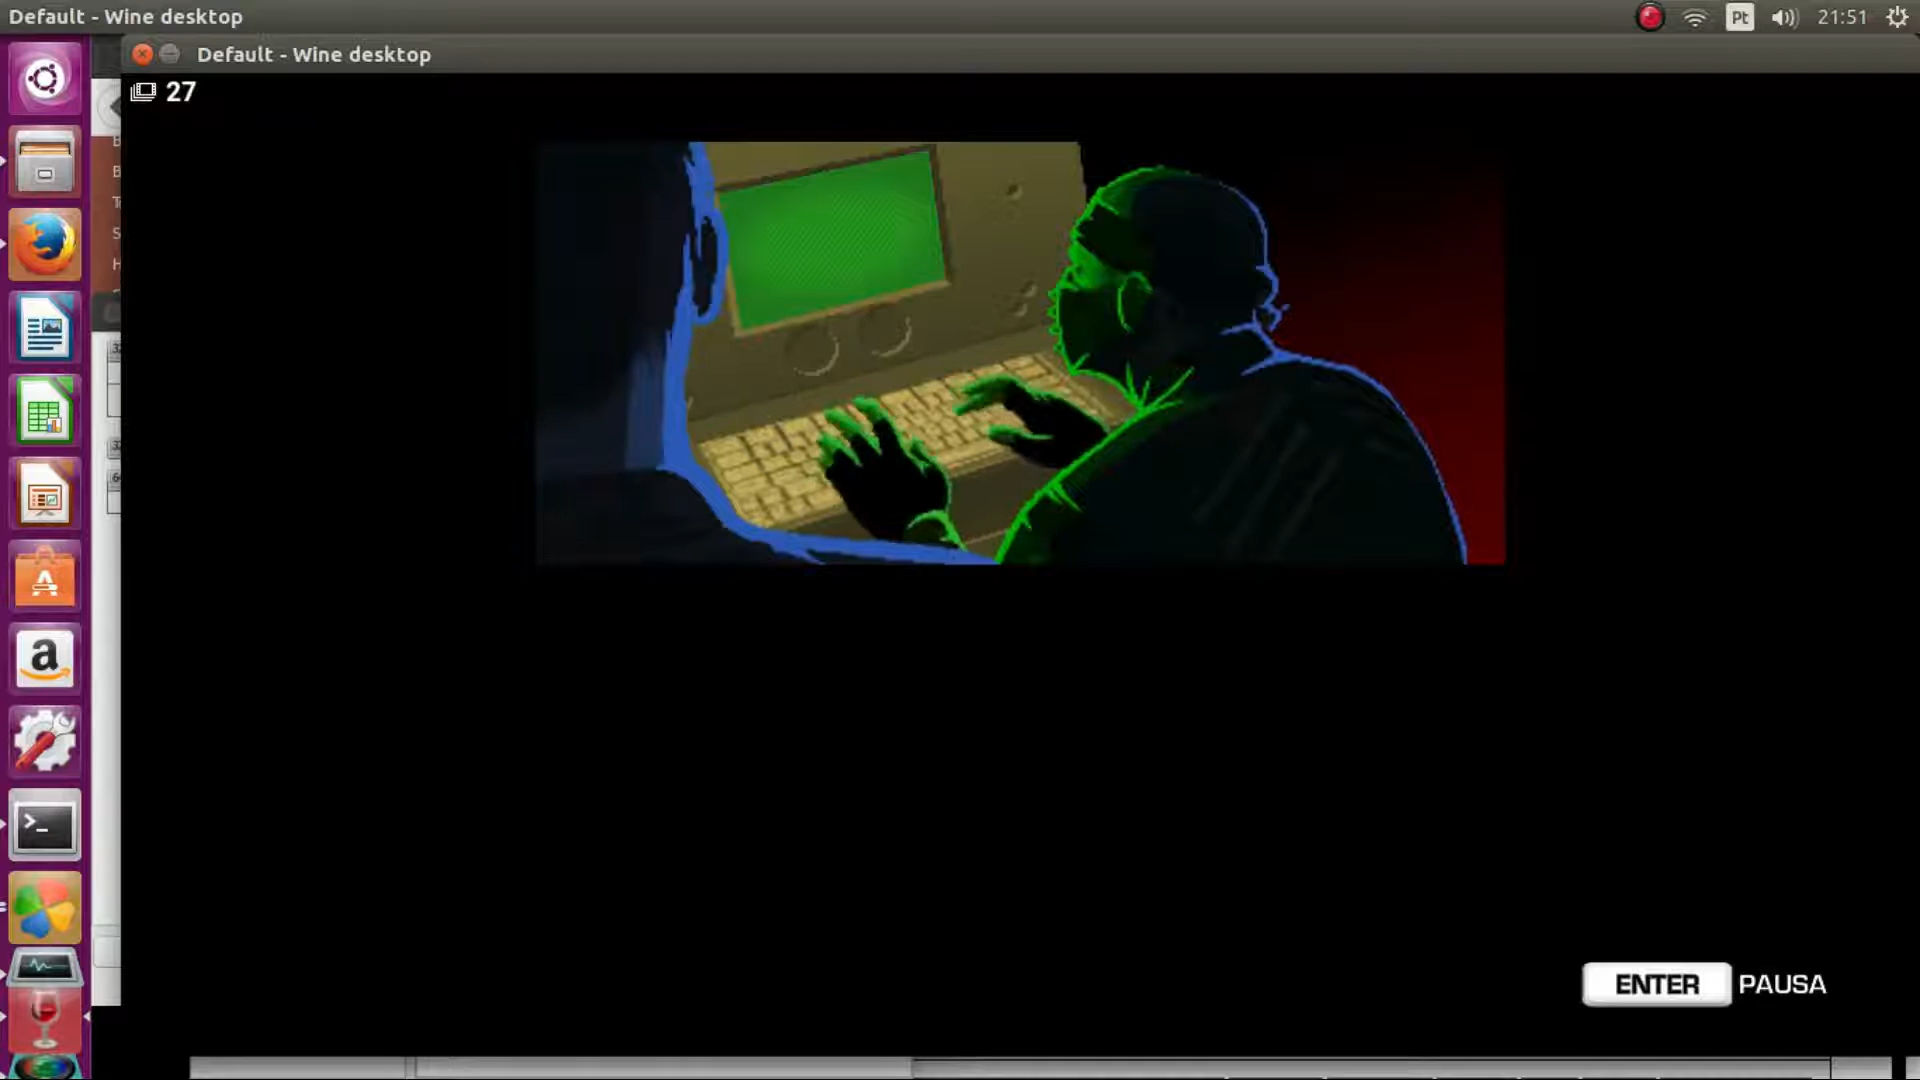 Default - Wine desktop
Pt
21:51
Default - Wine desktop
27
ENTER PAUSA